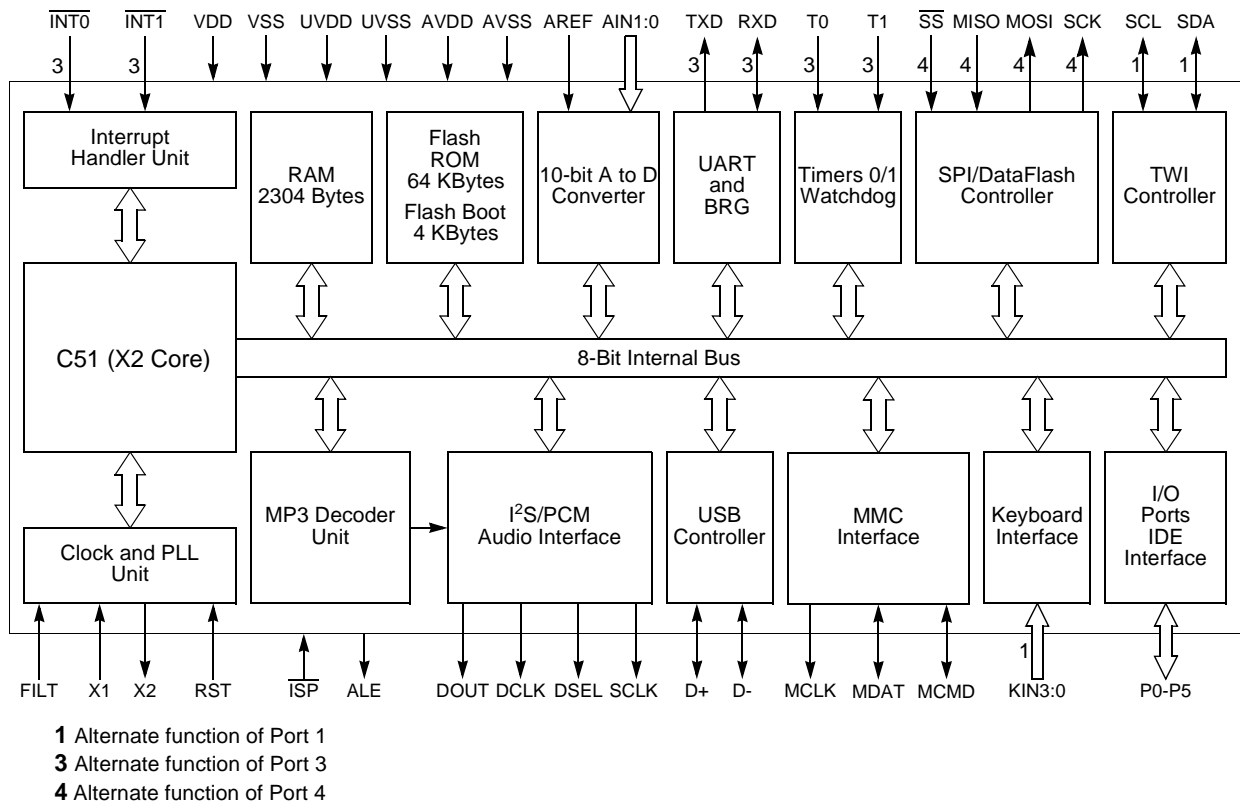 INT0 INT1 VDD VSS UVDD UVSS AVDD AVSS AREF AIN1:0 TXD RXD T0 T1 SS MISO MOSI SCK SCL SDA
3 3 3 3 3 3 4 4 4 4 1 1
Interrupt
Handler Unit
RAM
2304 Bytes
Flash
ROM
64 KBytes
Flash Boot
4 KBytes
10-bit A to D
Converter
UART
and
BRG
Timers 0/1
Watchdog
SPI/DataFlash
Controller
TWI
Controller
C51 (X2 Core)
8-Bit Internal Bus
Clock and PLL
Unit
MP3 Decoder
Unit
I²S/PCM
Audio Interface
USB
Controller
MMC
Interface
Keyboard
Interface
I/O
Ports
IDE
Interface
1
FILT X1 X2 RST ISP ALE DOUT DCLK DSEL SCLK D+ D- MCLK MDAT MCMD KIN3:0 P0-P5
1 Alternate function of Port 1
3 Alternate function of Port 3
4 Alternate function of Port 4